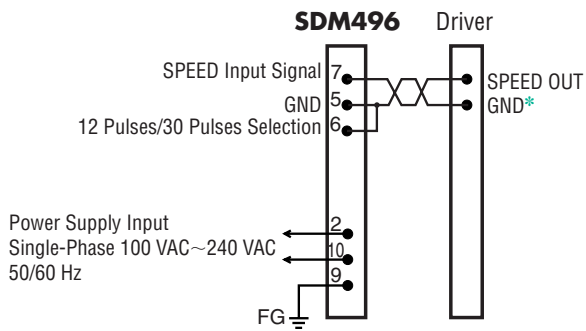 SDM496 Driver
SPEED Input Signal 7 SPEED OUT
GND 5 GND*
12 Pulses/30 Pulses Selection 6
Power Supply Input 2
Single-Phase 100 VAC~240 VAC 10
50/60 Hz 9
FG